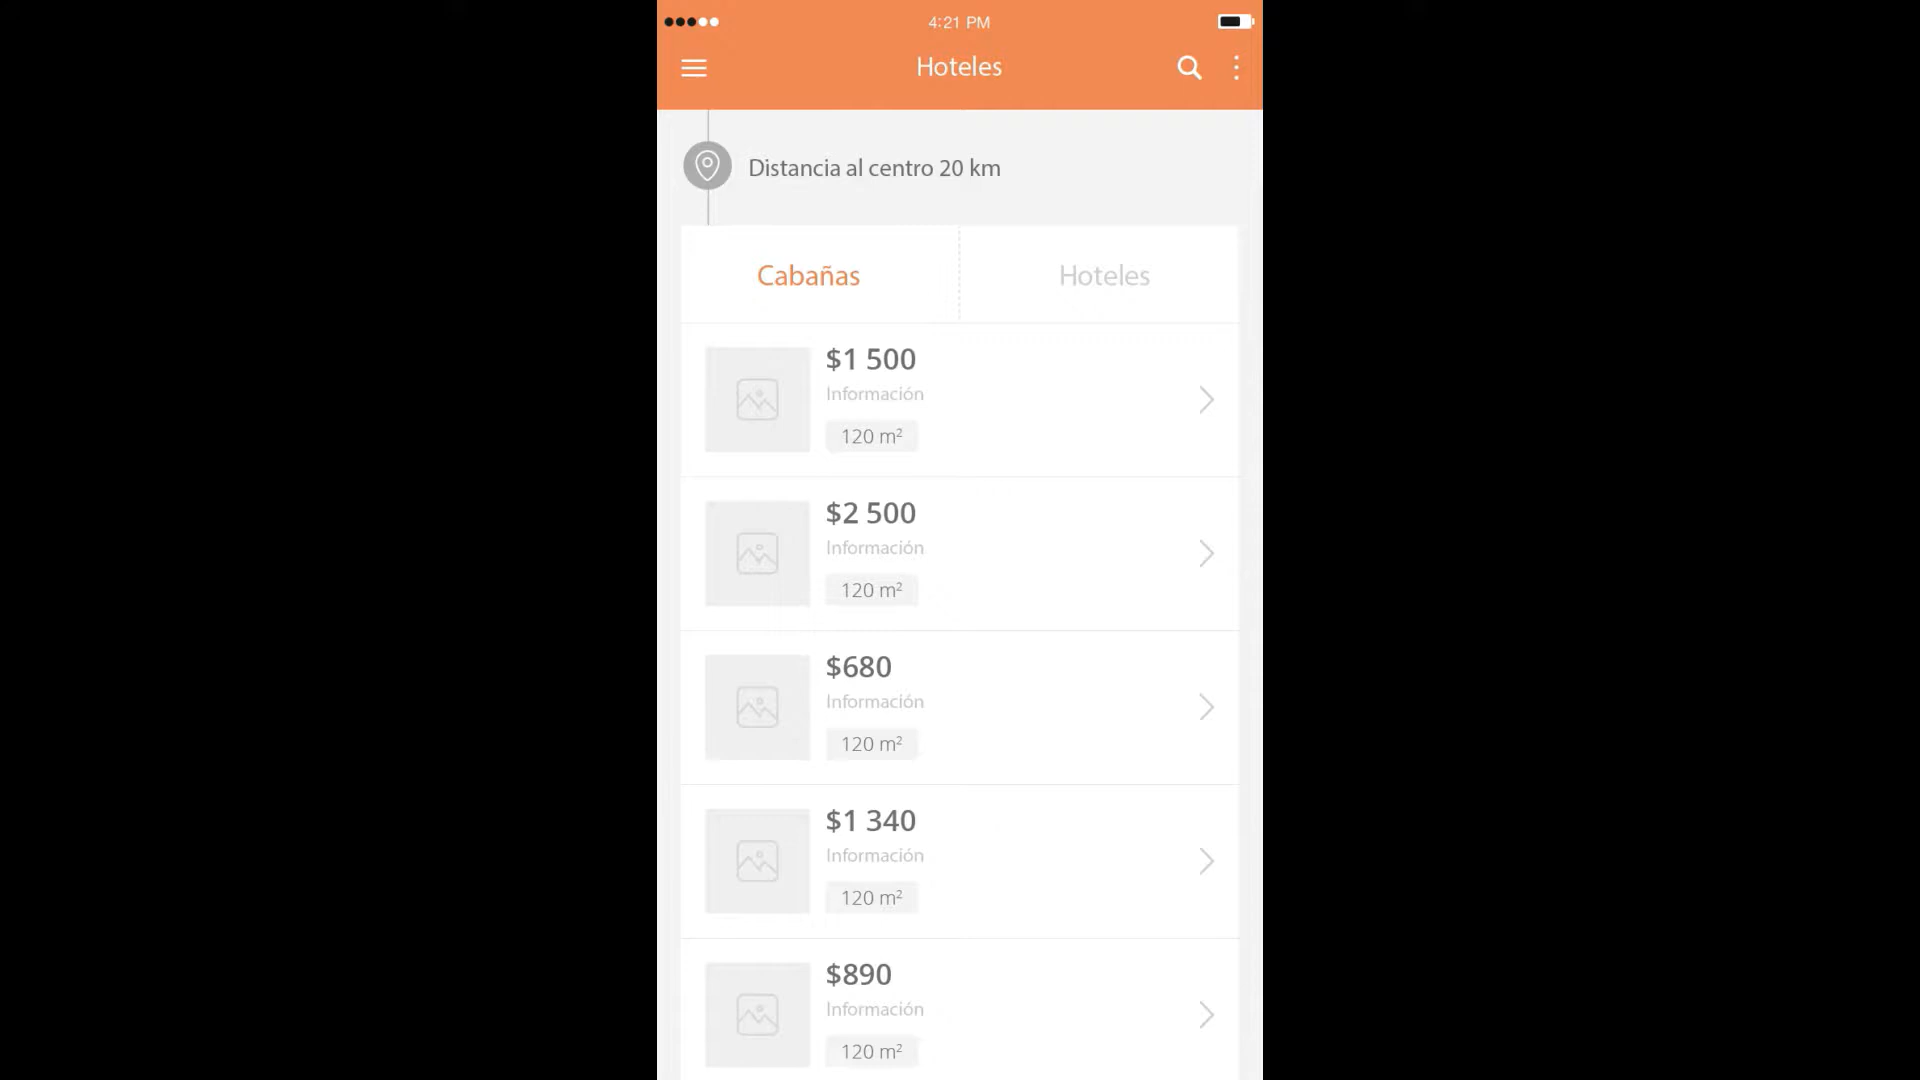 4:21 PM
Hoteles
Distancia al centro 20 km
Cabañas
Hoteles
$1 500
Información
120 m²
$2 500
Información
120 m²
$680
Información
120 m²
$1 340
Información
120 m²
$890
Información
120 m²